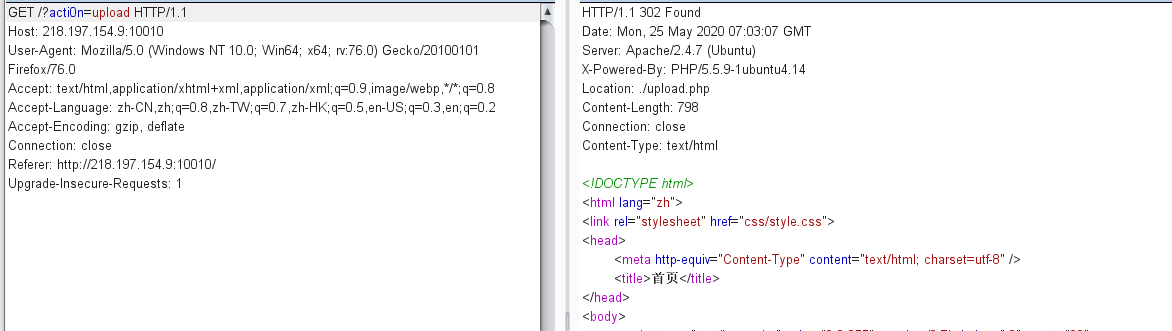 GET /?acti0n=upload HTTP/1.1
Host: 218.197.154.9:10010
User-Agent: Mozilla/5.0 (Windows NT 10.0; Win64; x64; rv:76.0) Gecko/20100101
Firefox/76.0
Accept: text/html,application/xhtml+xml,application/xml;q=0.9,image/webp,*/*;q=0.8
Accept-Language: zh-CN,zh;q=0.8,zh-TW;q=0.7,zh-HK;q=0.5,en-US;q=0.3,en;q=0.2
Accept-Encoding: gzip, deflate
Connection: close
Referer: http://218.197.154.9:10010/
Upgrade-Insecure-Requests: 1
HTTP/1.1 302 Found
Date: Mon, 25 May 2020 07:03:07 GMT
Server: Apache/2.4.7 (Ubuntu)
X-Powered-By: PHP/5.5.9-1ubuntu4.14
Location: ./upload.php
Content-Length: 798
Connection: close
Content-Type: text/html
<!DOCTYPE html>
<html lang="zh">
<link rel="stylesheet" href="css/style.css">
<head>
<meta http-equiv="Content-Type" content="text/html; charset=utf-8" />
<title>首页</title>
</head>
<body>